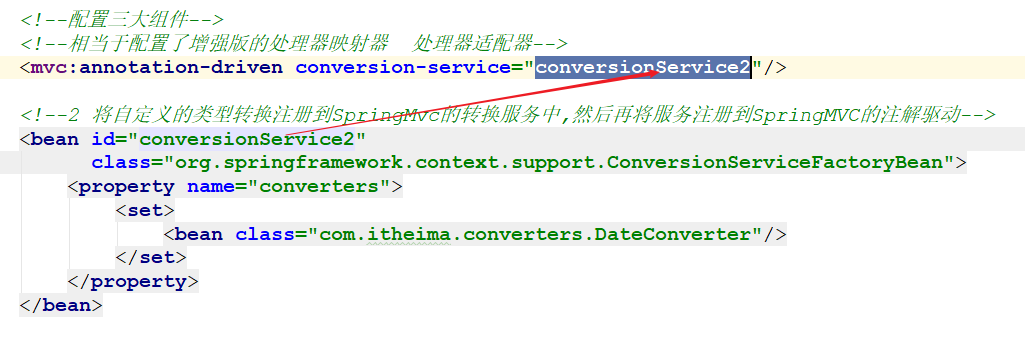 <!--配置三大组件-->
<!--相当于配置了增强版的处理器映射器  处理器适配器-->
<mvc:annotation-driven conversion-service="conversionService2"/>
<!--2 将自定义的类型转换注册到SpringMvc的转换服务中,然后再将服务注册到SpringMVC的注解驱动-->
<bean id="conversionService2"
class="org.springframework.context.support.ConversionServiceFactoryBean">
<property name="converters">
<set>
<bean class="com.itheima.converters.DateConverter"/>
</set>
</property>
</bean>